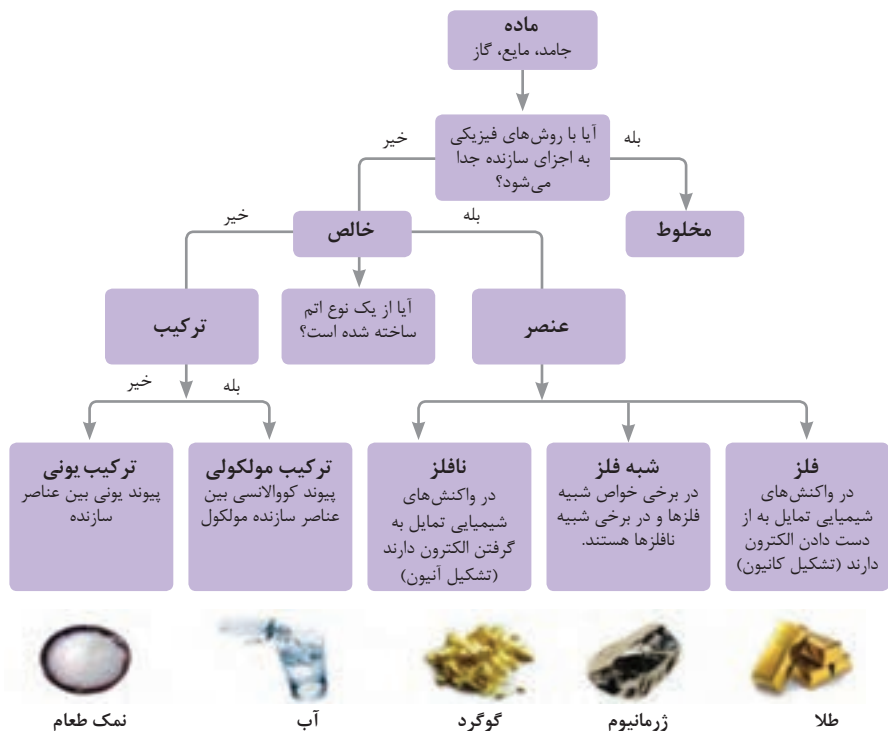 ماده
جامد، مایع، گاز
آیا با روش‌های فیزیکی
به اجزای سازنده جدا
می‌شود؟
بله
خیر
مخلوط
خالص
بله
خیر
آیا از یک نوع اتم
ساخته شده است؟
عنصر
ترکیب
بله
خیر
فلز
در واکنش‌های
شیمیایی تمایل به از
دست دادن الکترون
دارند (تشکیل کاتیون)
شبه فلز
در برخی خواص شبیه
فلزها و در برخی شبیه
نافلزها هستند.
نافلز
در واکنش‌های
شیمیایی تمایل به
گرفتن الکترون دارند
(تشکیل آنیون)
ترکیب مولکولی
پیوند کووالانسی بین
عناصر سازنده مولکول
ترکیب یونی
پیوند یونی بین عناصر
سازنده
طلا
ژرمانیوم
گوگرد
آب
نمک طعام